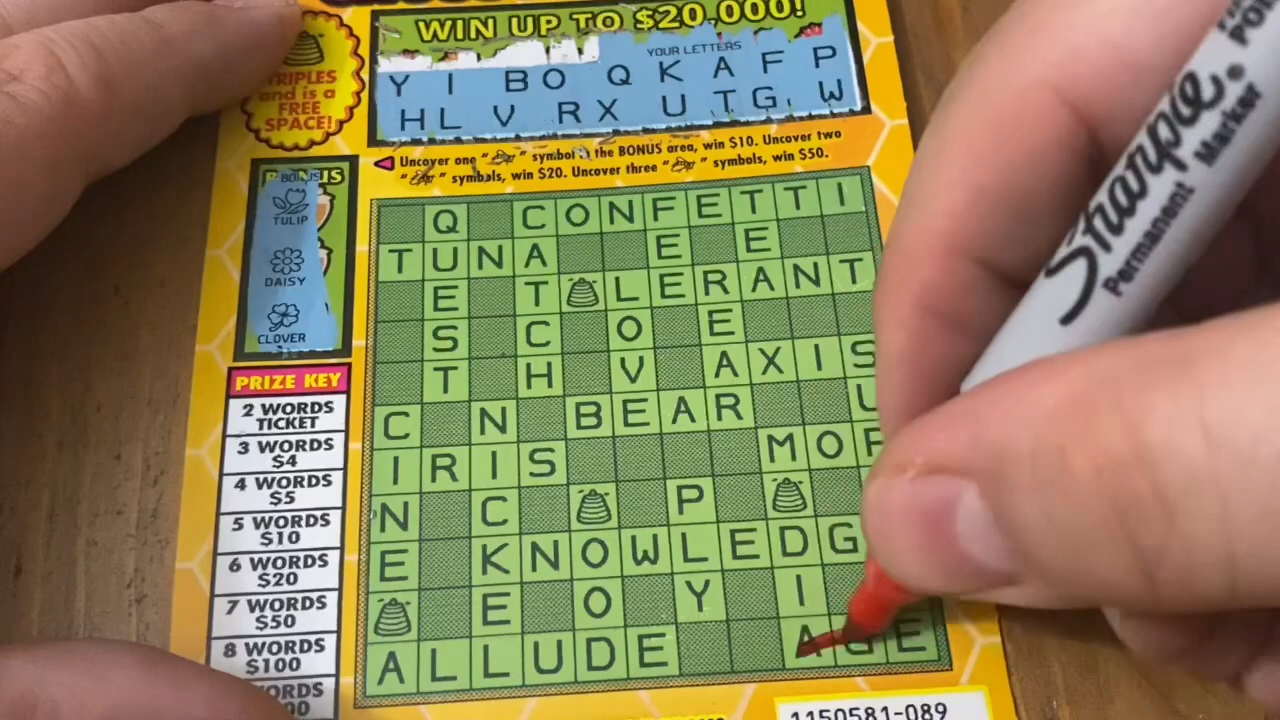 WIN UP TO $20,000!
YOUR LETTERS
Y I B O Q K A F P
H L V R X U T G W
TRIPLES
and is a
FREE
SPACE!
Uncover one " " symbol in the BONUS area, win $10. Uncover two
" " symbols, win $20. Uncover three " " symbols, win $50.
BONUS
TULIP
DAISY
CLOVER
PRIZE KEY
2 WORDS
TICKET
3 WORDS
$4
4 WORDS
$5
5 WORDS
$10
6 WORDS
$20
7 WORDS
$50
8 WORDS
$100
Q CONFETTI
TUNA E E
E T LERANT
S C O E
T H V AXIS
C N BEAR
IRIS MO
N C P
E KNOWLEDG
E O Y I
ALLUDE AGE
1150581-089
Sharpie.
Permanent Marker